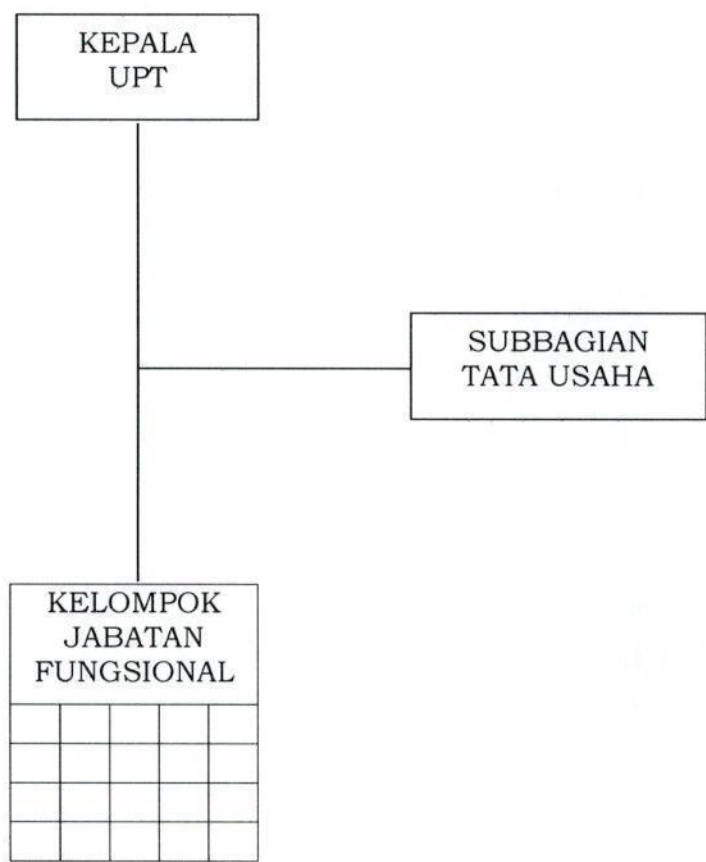 KEPALA
UPT
SUBBAGIAN
TATA USAHA
KELOMPOK
JABATAN
FUNGSIONAL